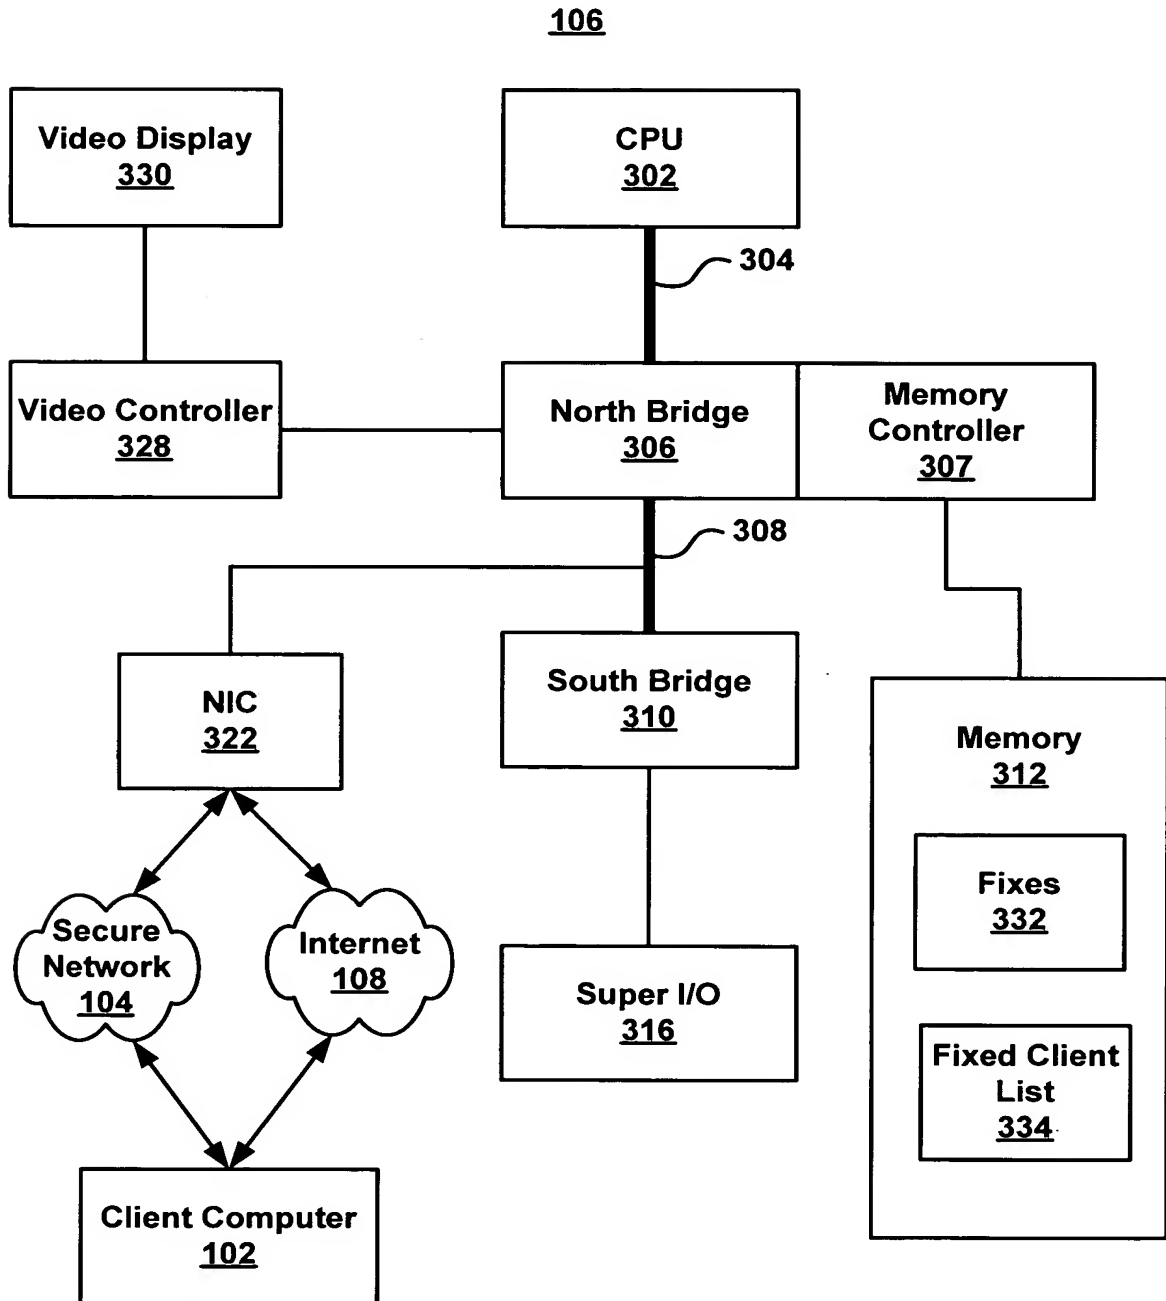 106
Video Display
330
CPU
302
304
Video Controller
328
North Bridge
306
Memory
Controller
307
308
NIC
322
South Bridge
310
Memory
312
Fixes
332
Secure
Network
104
Internet
108
Super I/O
316
Fixed Client
List
334
Client Computer
102